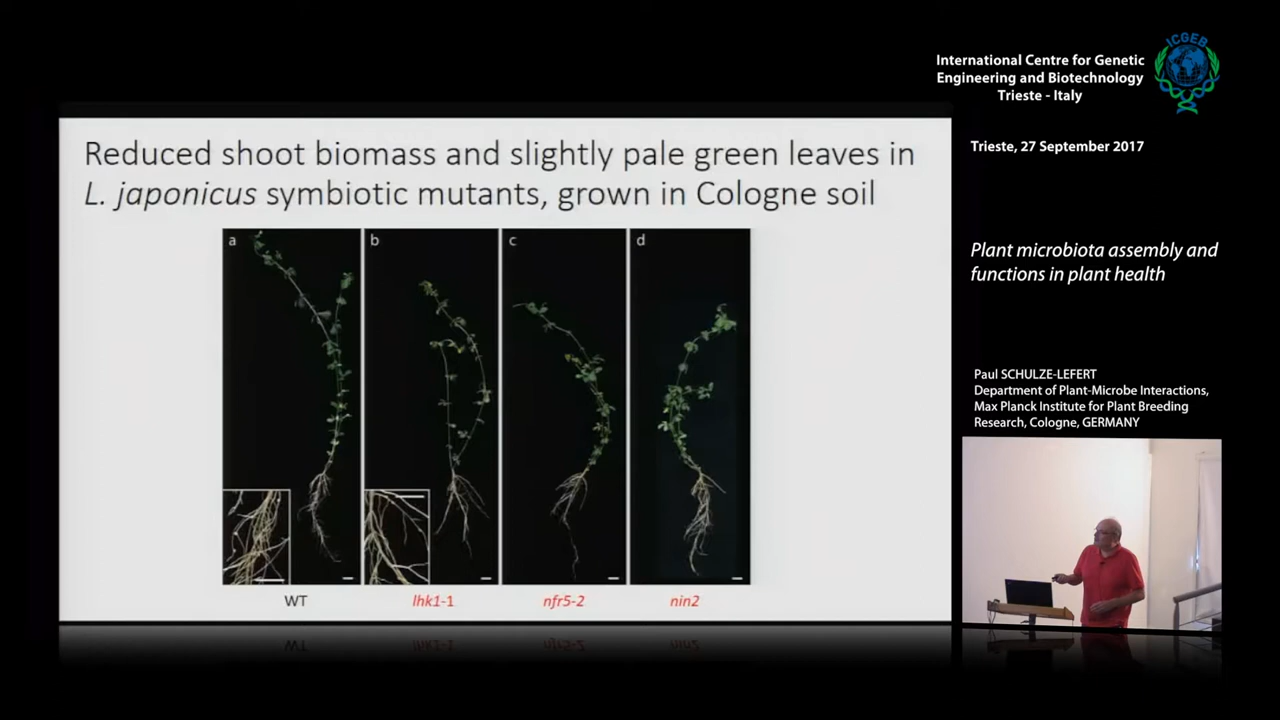 ICGEB
International Centre for Genetic
Engineering and Biotechnology
Trieste - Italy
Trieste, 27 September 2017
Reduced shoot biomass and slightly pale green leaves in
L. japonicus symbiotic mutants, grown in Cologne soil
a b c d
WT lhk1-1 nfr5-2 nin2
Plant microbiota assembly and
functions in plant health
Paul SCHULZE-LEFERT
Department of Plant-Microbe Interactions,
Max Planck Institute for Plant Breeding
Research, Cologne, GERMANY